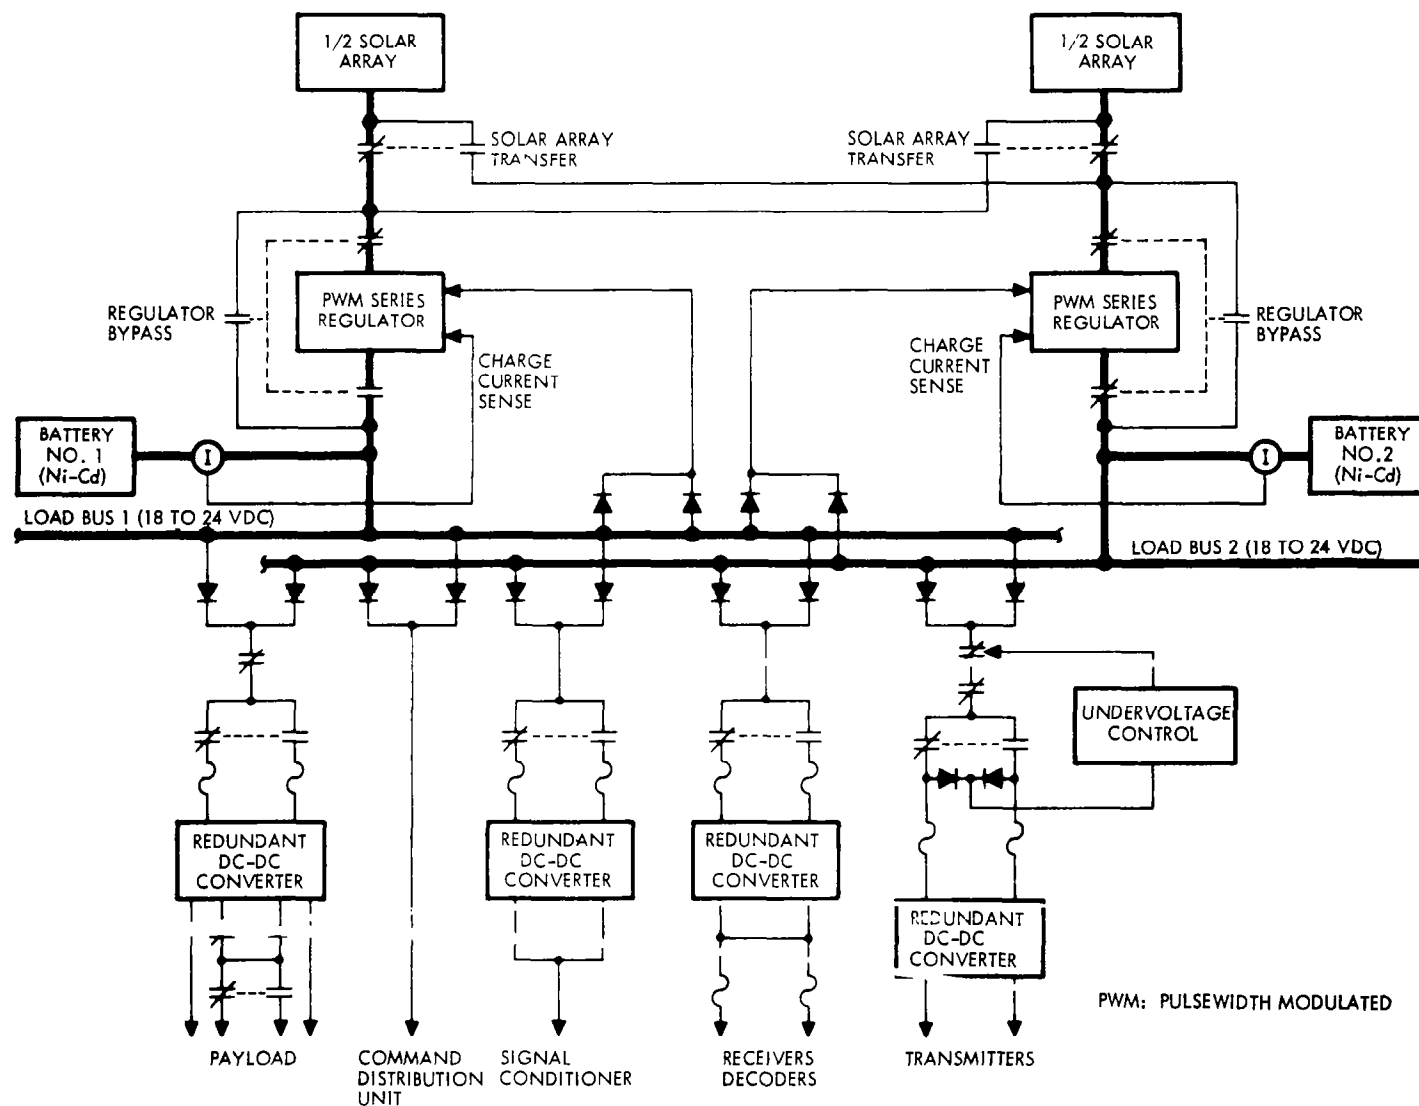 1/2 SOLAR
ARRAY
1/2 SOLAR
ARRAY
SOLAR ARRAY
TRANSFER
SOLAR ARRAY
TRANSFER
REGULATOR
BYPASS
PWM SERIES
REGULATOR
PWM SERIES
REGULATOR
REGULATOR
BYPASS
CHARGE
CURRENT
SENSE
CHARGE
CURRENT
SENSE
BATTERY
NO. 1
(Ni-Cd)
I
I
BATTERY
NO.2
(Ni-Cd)
LOAD BUS 1 (18 TO 24 VDC)
LOAD BUS 2 (18 TO 24 VDC)
UNDERVOLTAGE
CONTROL
REDUNDANT
DC-DC
CONVERTER
REDUNDANT
DC-DC
CONVERTER
REDUNDANT
DC-DC
CONVERTER
REDUNDANT
DC-DC
CONVERTER
PWM: PULSEWIDTH MODULATED
PAYLOAD
COMMAND
DISTRIBUTION
UNIT
SIGNAL
CONDITIONER
RECEIVERS
DECODERS
TRANSMITTERS